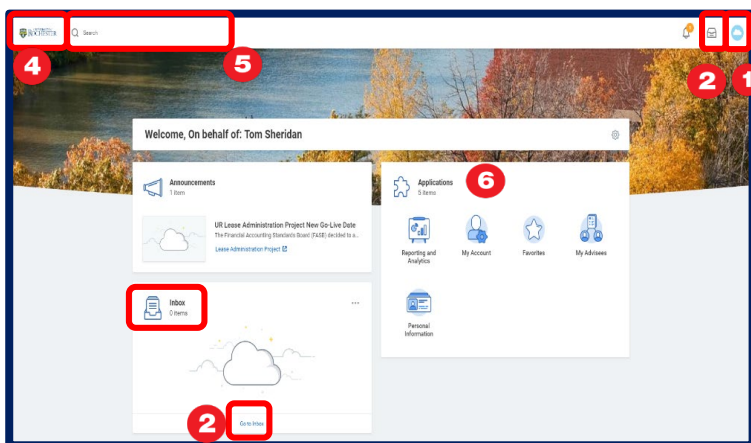 ROCHESTER
Search
4
5
2
1
Welcome, On behalf of: Tom Sheridan
Announcements
1 item
UR Lease Administration Project New Go-Live Date
The Financial Accounting Standards Board (FASB) decided to a...
Lease Administration Project
Applications
5 items
6
Reporting and
Analytics
My Account
Favorites
My Advisees
Personal
Information
Inbox
0 items
2
Go to Inbox